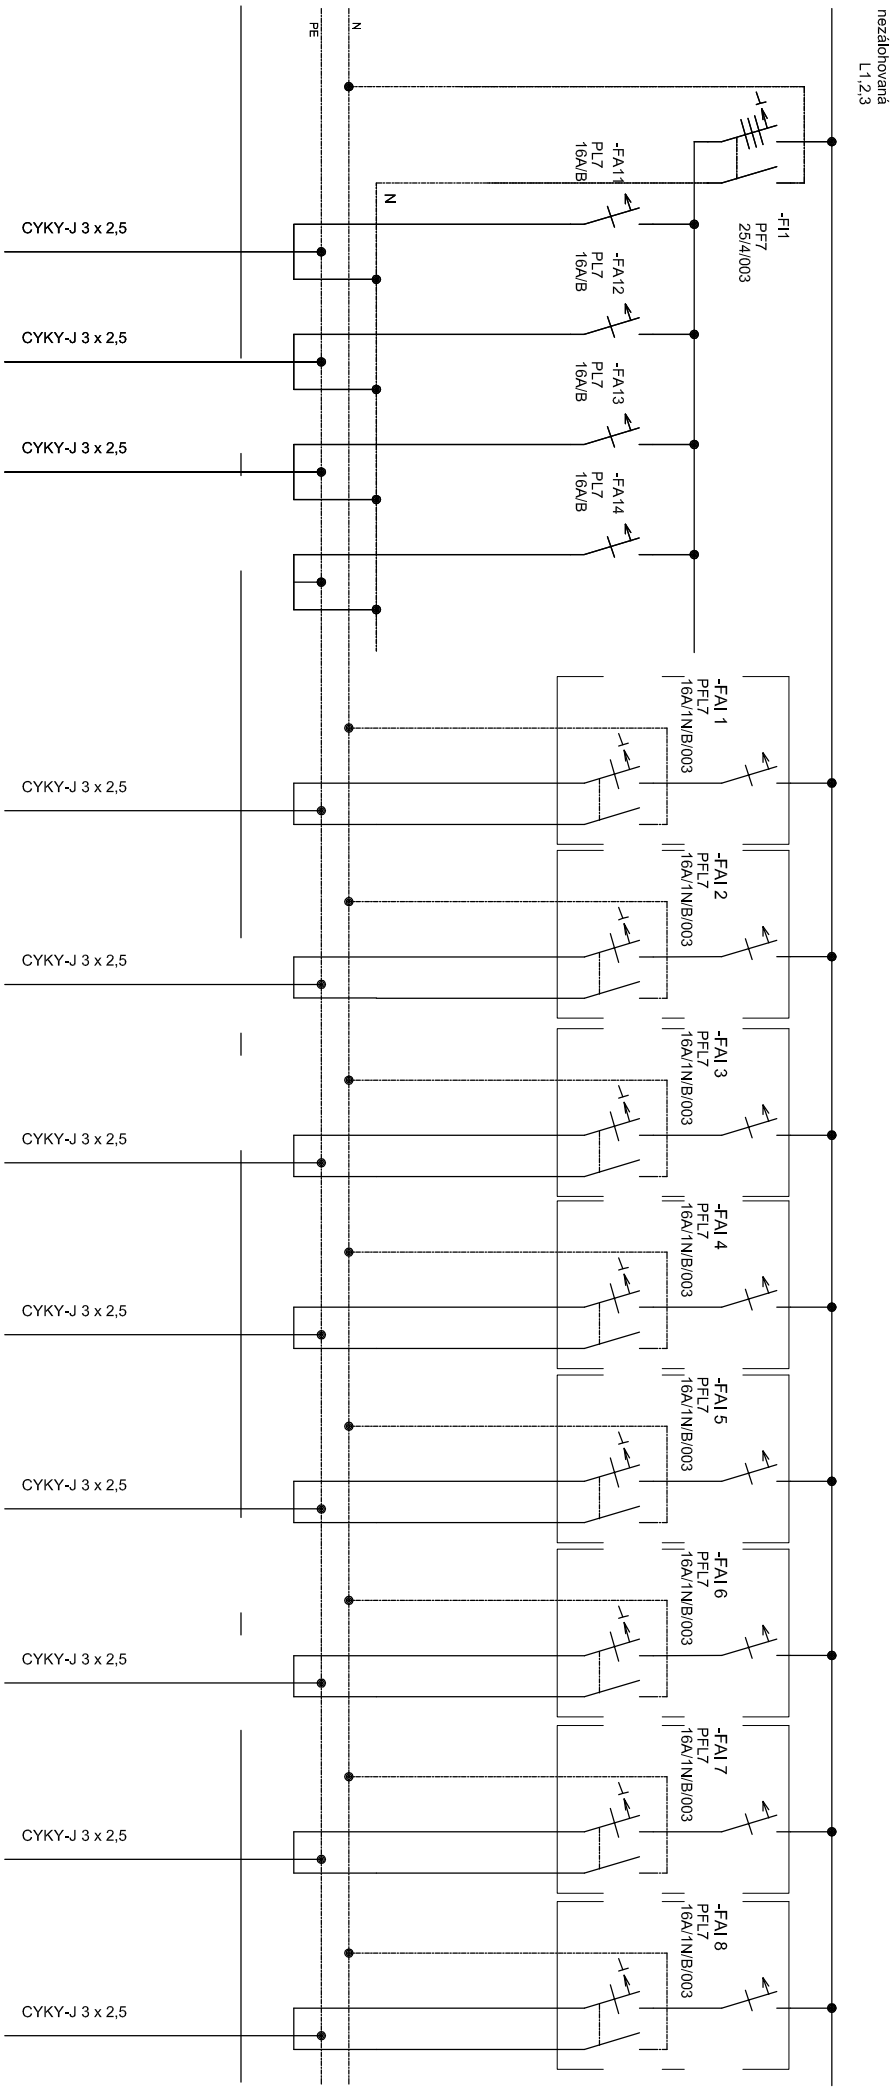 nezálohovaná
L1,2,3
N
PE
-FI1
PF7
25/4/003
N
-FA11
PL7
16A/B
CYKY-J 3 x 2,5
-FA12
PL7
16A/B
CYKY-J 3 x 2,5
-FA13
PL7
16A/B
CYKY-J 3 x 2,5
-FA14
PL7
16A/B
-FAI 1
PFL7
16A/1N/B/003
CYKY-J 3 x 2,5
-FAI 2
PFL7
16A/1N/B/003
CYKY-J 3 x 2,5
-FAI 3
PFL7
16A/1N/B/003
CYKY-J 3 x 2,5
-FAI 4
PFL7
16A/1N/B/003
CYKY-J 3 x 2,5
-FAI 5
PFL7
16A/1N/B/003
CYKY-J 3 x 2,5
-FAI 6
PFL7
16A/1N/B/003
CYKY-J 3 x 2,5
-FAI 7
PFL7
16A/1N/B/003
CYKY-J 3 x 2,5
-FAI 8
PFL7
16A/1N/B/003
CYKY-J 3 x 2,5